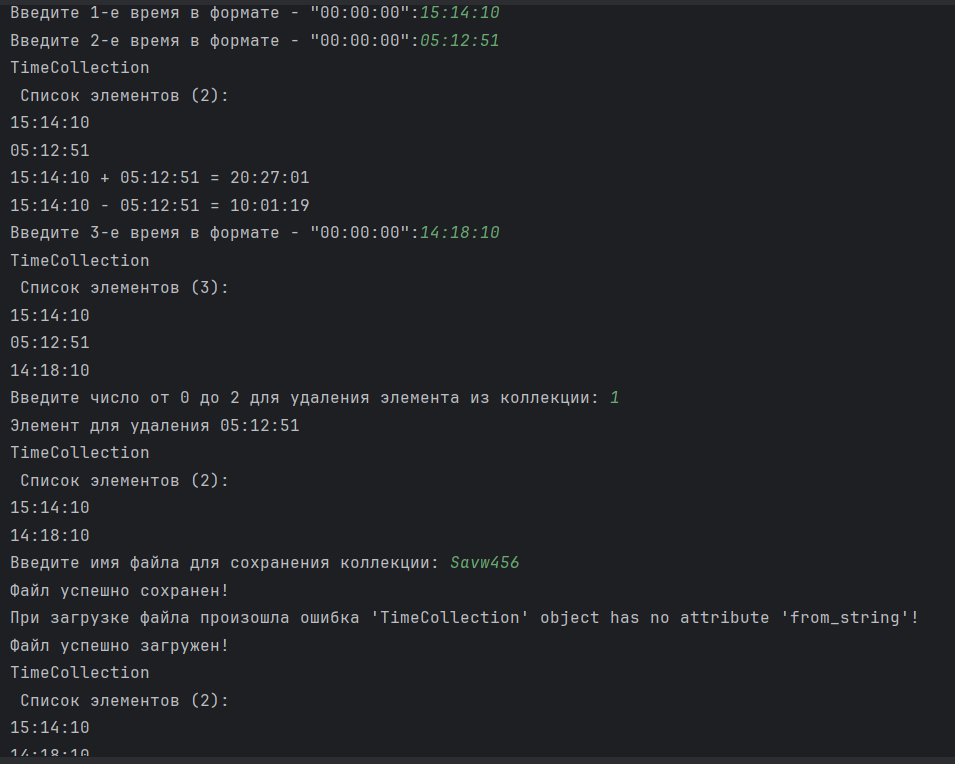 Введите 1-е время в формате - "00:00:00":15:14:10
Введите 2-е время в формате - "00:00:00":05:12:51
TimeCollection
 Список элементов (2):
15:14:10
05:12:51
15:14:10 + 05:12:51 = 20:27:01
15:14:10 - 05:12:51 = 10:01:19
Введите 3-е время в формате - "00:00:00":14:18:10
TimeCollection
 Список элементов (3):
15:14:10
05:12:51
14:18:10
Введите число от 0 до 2 для удаления элемента из коллекции: 1
Элемент для удаления 05:12:51
TimeCollection
 Список элементов (2):
15:14:10
14:18:10
Введите имя файла для сохранения коллекции: Savw456
Файл успешно сохранен!
При загрузке файла произошла ошибка 'TimeCollection' object has no attribute 'from_string'!
Файл успешно загружен!
TimeCollection
 Список элементов (2):
15:14:10
14:18:10